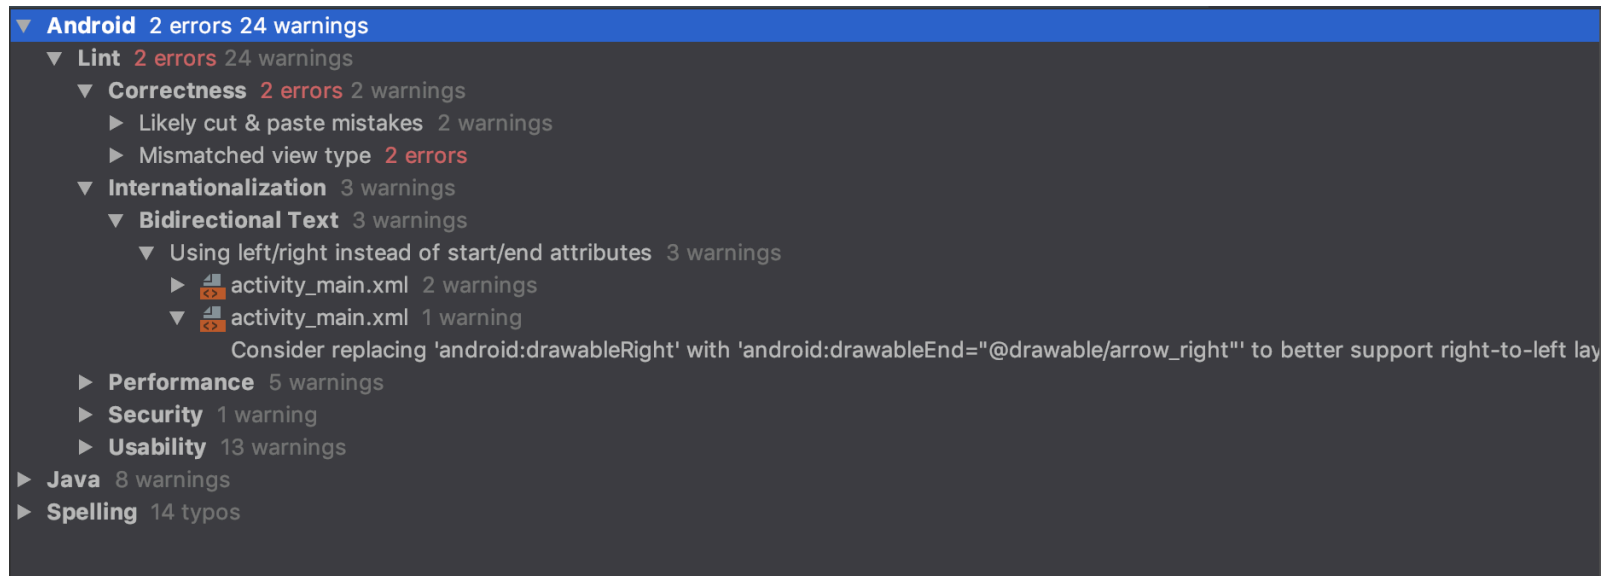 Android 2 errors 24 warnings
Lint 2 errors 24 warnings
Correctness 2 errors 2 warnings
Likely cut & paste mistakes 2 warnings
Mismatched view type 2 errors
Internationalization 3 warnings
Bidirectional Text 3 warnings
Using left/right instead of start/end attributes 3 warnings
activity_main.xml 2 warnings
activity_main.xml 1 warning
Consider replacing 'android:drawableRight' with 'android:drawableEnd="@drawable/arrow_right"' to better support right-to-left lay
Performance 5 warnings
Security 1 warning
Usability 13 warnings
Java 8 warnings
Spelling 14 typos